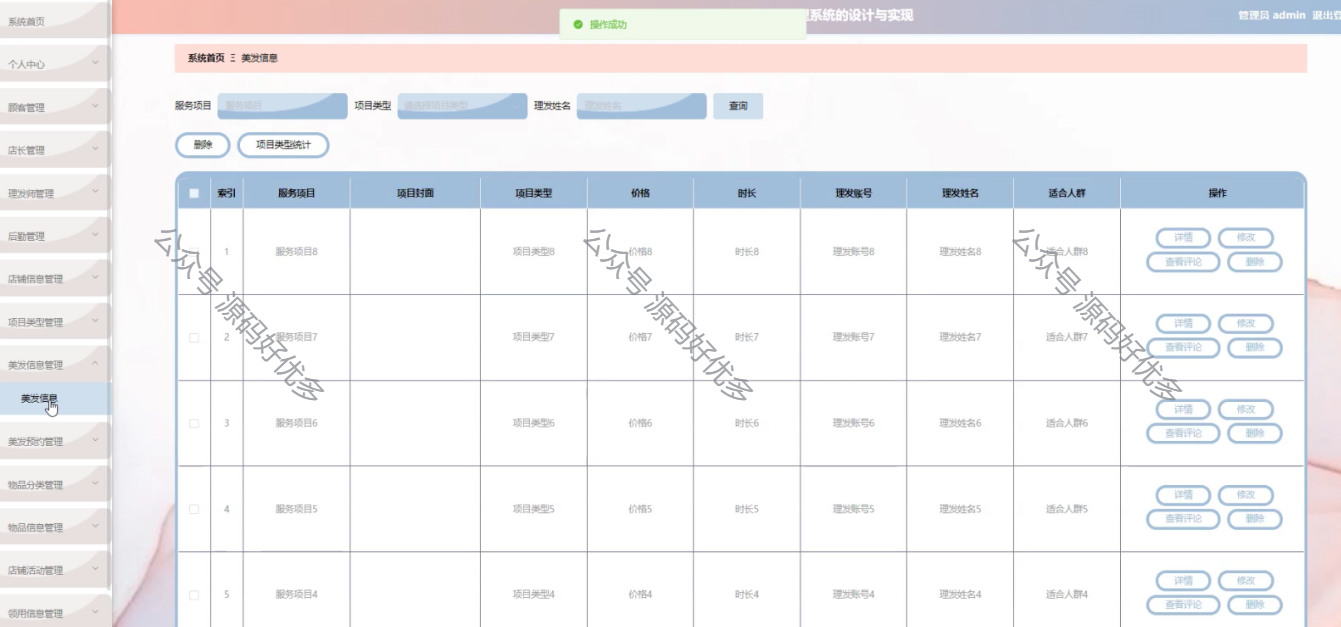 系统首页
个人中心
顾客管理
店长管理
理发师管理
后勤管理
店铺信息管理
项目类型管理
美发信息管理
美发信息
美发预约管理
物品分类管理
物品信息管理
店铺活动管理
领用信息管理
操作成功
系统的设计与实现
管理员 admin 退出登
系统首页 Ξ 美发信息
服务项目 服务项目 项目类型 请选择项目类型 理发姓名 理发姓名 查询
删除 项目类型统计
索引 服务项目 项目封面 项目类型 价格 时长 理发账号 理发姓名 适合人群 操作
1 服务项目8 项目类型8 价格8 时长8 理发账号8 理发姓名8 适合人群8 详情 修改
查看评论 删除
2 服务项目7 项目类型7 价格7 时长7 理发账号7 理发姓名7 适合人群7 详情 修改
查看评论 删除
3 服务项目6 项目类型6 价格6 时长6 理发账号6 理发姓名6 适合人群6 详情 修改
查看评论 删除
4 服务项目5 项目类型5 价格5 时长5 理发账号5 理发姓名5 适合人群5 详情 修改
查看评论 删除
5 服务项目4 项目类型4 价格4 时长4 理发账号4 理发姓名4 适合人群4 详情 修改
查看评论 删除
公众号 源码好优多
公众号 源码好优多
公众号 源码好优多